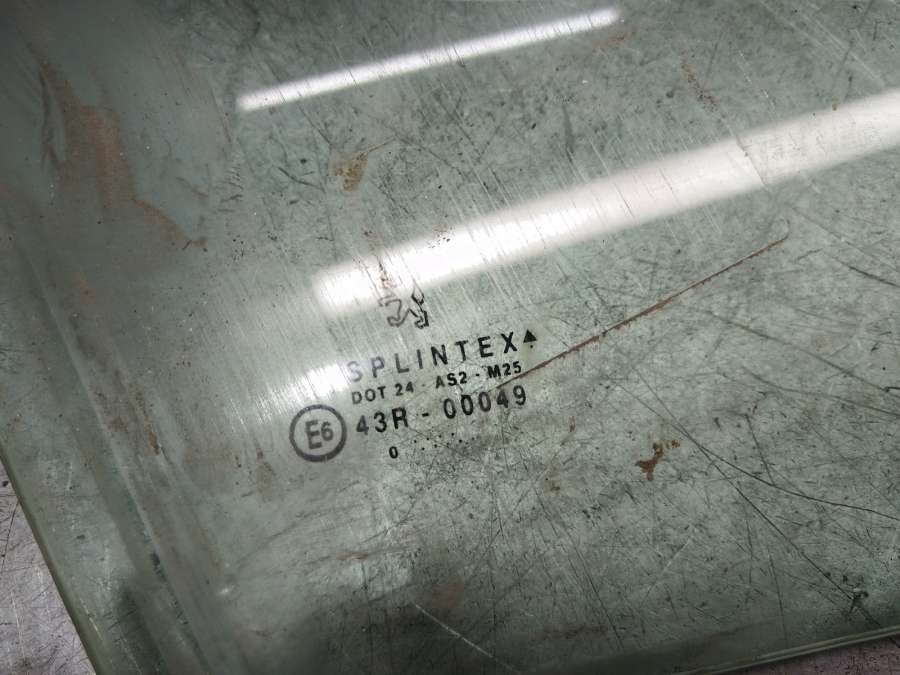 SPLINTEX
DOT 24 - AS2 - M25
E6 43R - 00049
0 . . . . . .